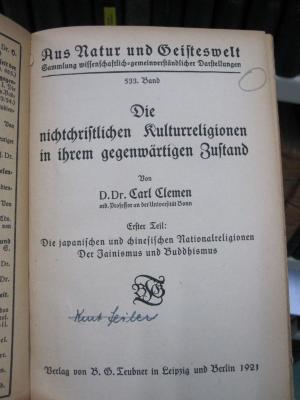 Aus Natur und Geisteswelt
Sammlung wissenschaftlich-gemeinverständlicher Darstellungen
533. Band
Die
nichtchristlichen Kulturreligionen
in ihrem gegenwärtigen Zustand
Von
D. Dr. Carl Clemen
ord. Professor an der Universität Bonn
Erster Teil:
Die japanischen und chinesischen Nationalreligionen
Der Jainismus und Buddhismus
Kurt Seiler
Verlag von B. G. Teubner in Leipzig und Berlin 1921